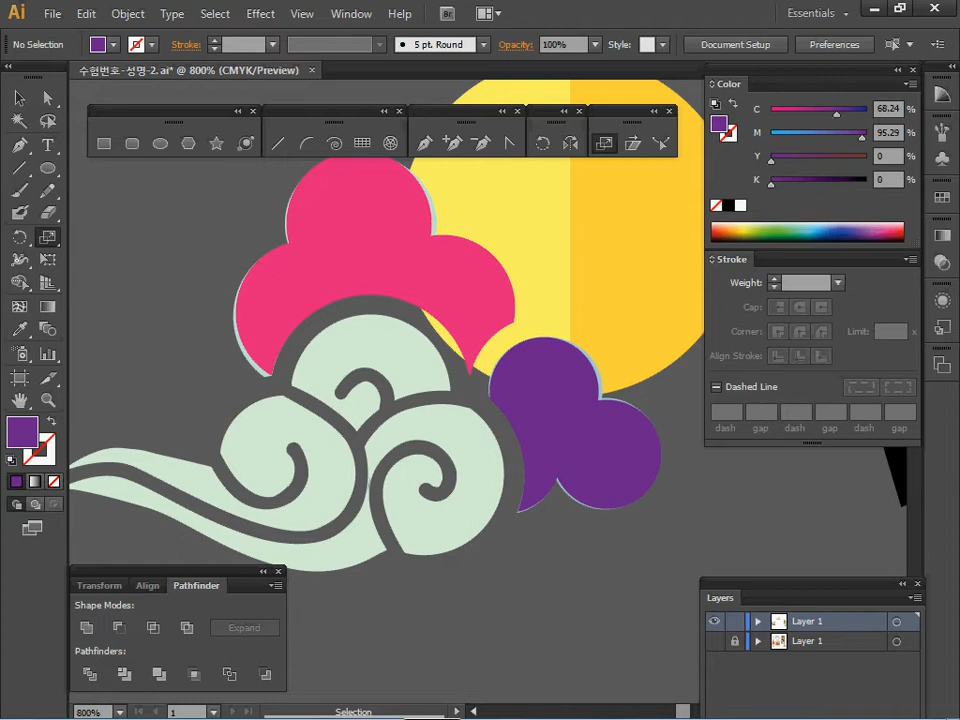 Ai File Edit Object Type Select Effect View Window Help Br Essentials
No Selection Stroke: 5 pt. Round Opacity: 100% Style: Document Setup Preferences
수험번호-성명-2.ai* @ 800% (CMYK/Preview)
Color
C 68.24 %
M 95.29 %
Y 0 %
K 0 %
Stroke
Weight:
Cap:
Corner: Limit: x
Align Stroke:
Dashed Line
dash gap dash gap dash gap
Transform Align Pathfinder
Shape Modes:
Expand
Pathfinders:
Layers
Layer 1
Layer 1
800% 1 Selection